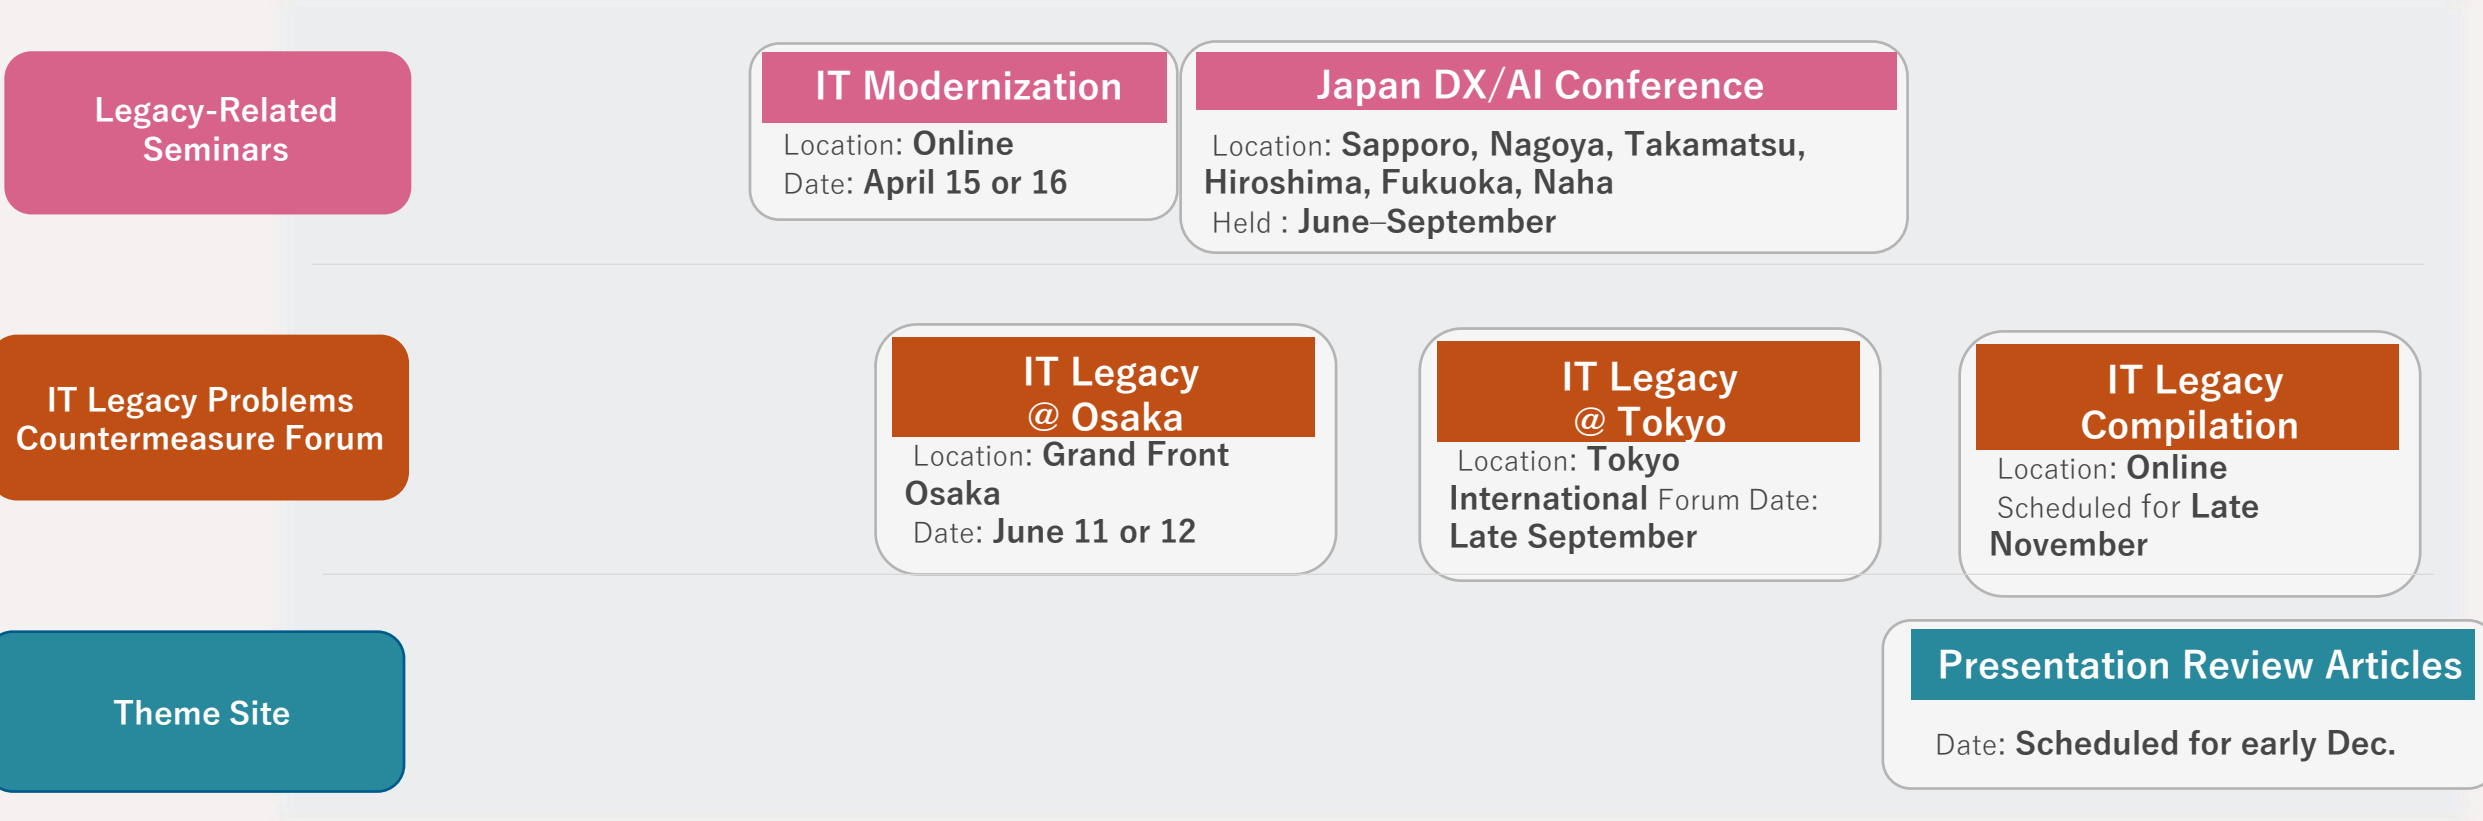 Legacy-Related
Seminars
IT Modernization
Location: Online
Date: April 15 or 16
Japan DX/AI Conference
Location: Sapporo, Nagoya, Takamatsu,
Hiroshima, Fukuoka, Naha
Held : June–September
IT Legacy Problems
Countermeasure Forum
IT Legacy
@ Osaka
Location: Grand Front
Osaka
Date: June 11 or 12
IT Legacy
@ Tokyo
Location: Tokyo
International Forum Date:
Late September
IT Legacy
Compilation
Location: Online
Scheduled for Late
November
Theme Site
Presentation Review Articles
Date: Scheduled for early Dec.